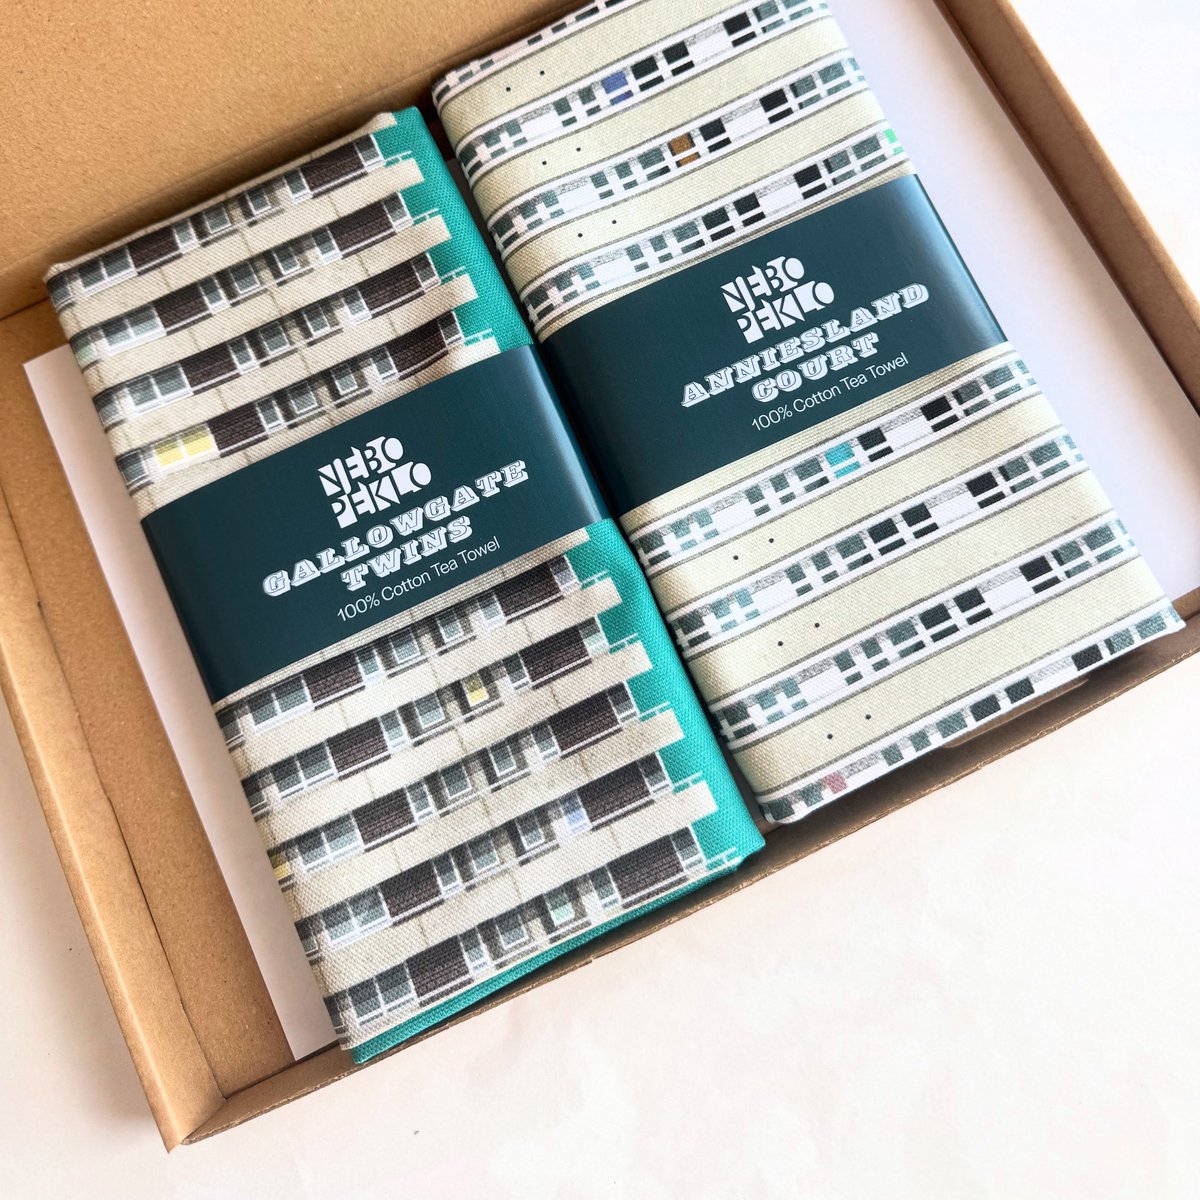 NEBO
PEKLO
GALLOWGATE
TWINS
100% Cotton Tea Towel
NEBO
PEKLO
ANNIESLAND
COURT
100% Cotton Tea Towel